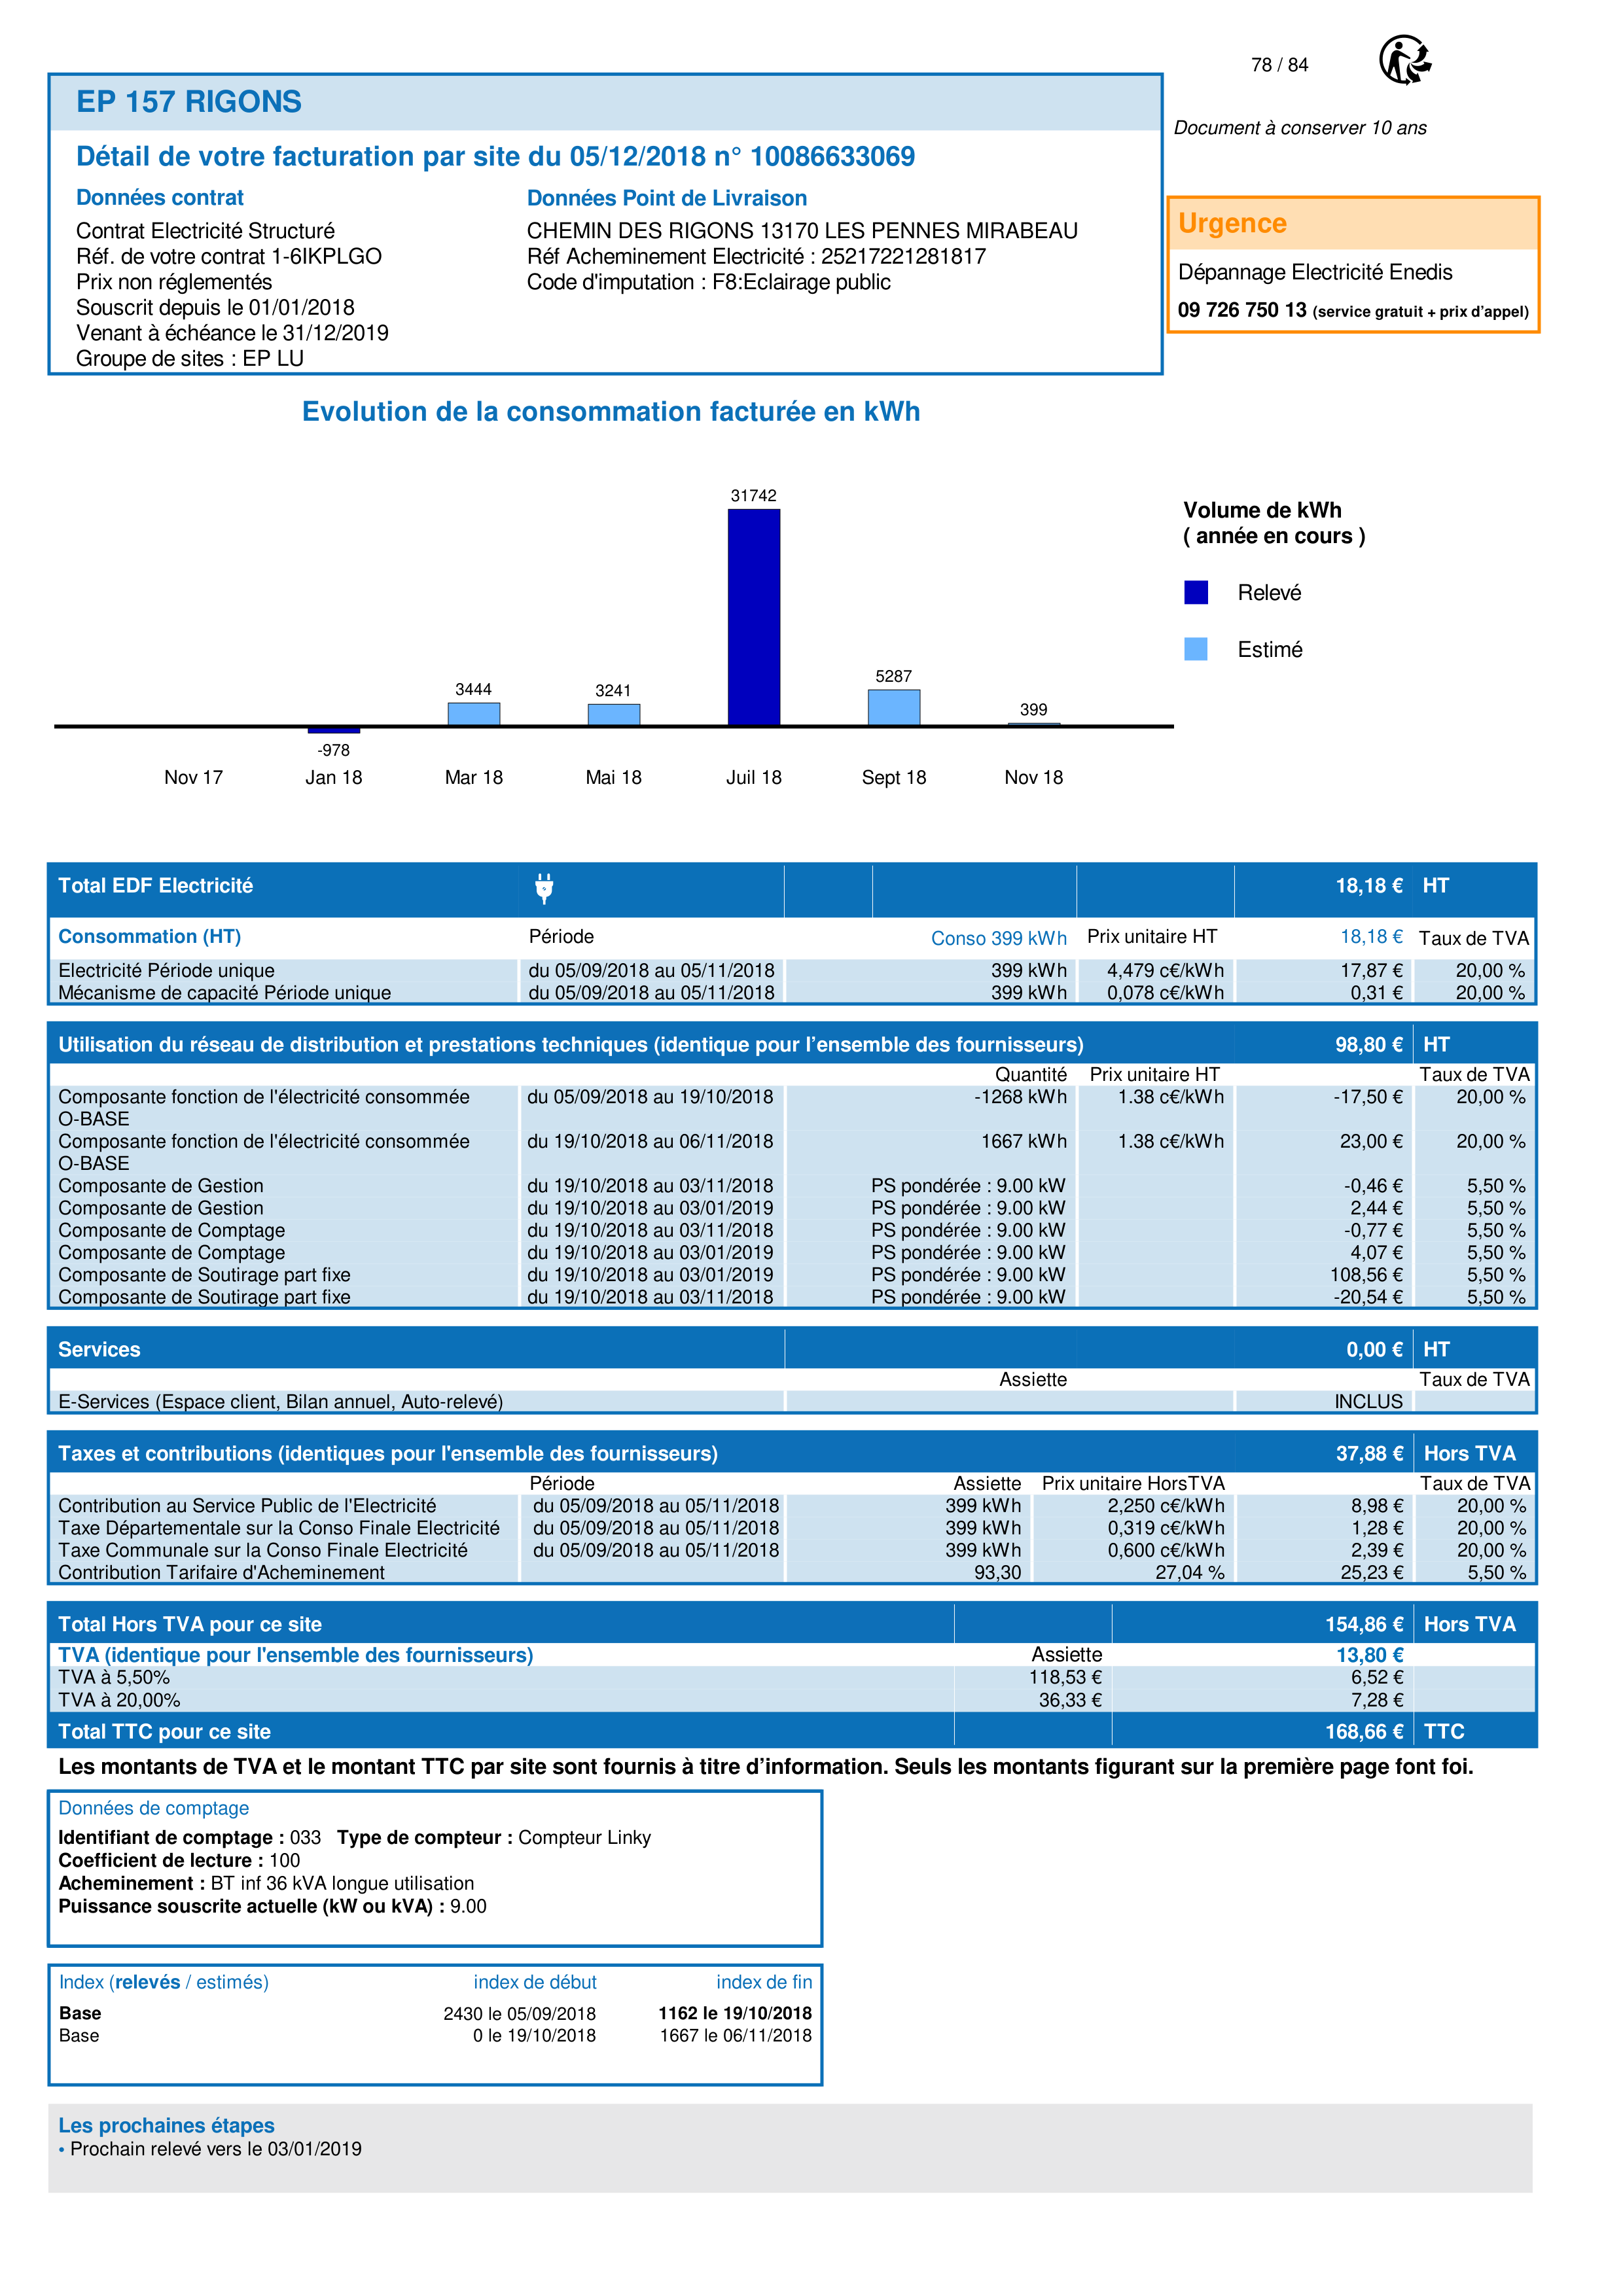 78 / 84
EP 157 RIGONS
Document à conserver 10 ans
Détail de votre facturation par site du 05/12/2018 n° 10086633069
Données contrat
Contrat Electricité Structuré
Réf. de votre contrat 1-6IKPLGO
Prix non réglementés
Souscrit depuis le 01/01/2018
Venant à échéance le 31/12/2019
Groupe de sites : EP LU
Données Point de Livraison
CHEMIN DES RIGONS 13170 LES PENNES MIRABEAU
Réf Acheminement Electricité : 25217221281817
Code d'imputation : F8:Eclairage public
Urgence
Dépannage Electricité Enedis
09 726 750 13 (service gratuit + prix d’appel)
Evolution de la consommation facturée en kWh
31742
3444
3241
5287
399
-978
Nov 17 Jan 18 Mar 18 Mai 18 Juil 18 Sept 18 Nov 18
Volume de kWh
( année en cours )
Relevé
Estimé
Total EDF Electricité 18,18 € HT
Consommation (HT) Période Conso 399 kWh Prix unitaire HT 18,18 € Taux de TVA
Electricité Période unique du 05/09/2018 au 05/11/2018 399 kWh 4,479 c€/kWh 17,87 € 20,00 %
Mécanisme de capacité Période unique du 05/09/2018 au 05/11/2018 399 kWh 0,078 c€/kWh 0,31 € 20,00 %
Utilisation du réseau de distribution et prestations techniques (identique pour l’ensemble des fournisseurs) 98,80 € HT
Quantité Prix unitaire HT Taux de TVA
Composante fonction de l'électricité consommée du 05/09/2018 au 19/10/2018 -1268 kWh 1.38 c€/kWh -17,50 € 20,00 %
O-BASE
Composante fonction de l'électricité consommée du 19/10/2018 au 06/11/2018 1667 kWh 1.38 c€/kWh 23,00 € 20,00 %
O-BASE
Composante de Gestion du 19/10/2018 au 03/11/2018 PS pondérée : 9.00 kW -0,46 € 5,50 %
Composante de Gestion du 19/10/2018 au 03/01/2019 PS pondérée : 9.00 kW 2,44 € 5,50 %
Composante de Comptage du 19/10/2018 au 03/11/2018 PS pondérée : 9.00 kW -0,77 € 5,50 %
Composante de Comptage du 19/10/2018 au 03/01/2019 PS pondérée : 9.00 kW 4,07 € 5,50 %
Composante de Soutirage part fixe du 19/10/2018 au 03/01/2019 PS pondérée : 9.00 kW 108,56 € 5,50 %
Composante de Soutirage part fixe du 19/10/2018 au 03/11/2018 PS pondérée : 9.00 kW -20,54 € 5,50 %
Services 0,00 € HT
Assiette Taux de TVA
E-Services (Espace client, Bilan annuel, Auto-relevé) INCLUS
Taxes et contributions (identiques pour l'ensemble des fournisseurs) 37,88 € Hors TVA
Période Assiette Prix unitaire HorsTVA Taux de TVA
Contribution au Service Public de l'Electricité du 05/09/2018 au 05/11/2018 399 kWh 2,250 c€/kWh 8,98 € 20,00 %
Taxe Départementale sur la Conso Finale Electricité du 05/09/2018 au 05/11/2018 399 kWh 0,319 c€/kWh 1,28 € 20,00 %
Taxe Communale sur la Conso Finale Electricité du 05/09/2018 au 05/11/2018 399 kWh 0,600 c€/kWh 2,39 € 20,00 %
Contribution Tarifaire d'Acheminement 93,30 27,04 % 25,23 € 5,50 %
Total Hors TVA pour ce site 154,86 € Hors TVA
TVA (identique pour l'ensemble des fournisseurs) Assiette 13,80 €
TVA à 5,50% 118,53 € 6,52 €
TVA à 20,00% 36,33 € 7,28 €
Total TTC pour ce site 168,66 € TTC
Les montants de TVA et le montant TTC par site sont fournis à titre d’information. Seuls les montants figurant sur la première page font foi.
Données de comptage
Identifiant de comptage : 033 Type de compteur : Compteur Linky
Coefficient de lecture : 100
Acheminement : BT inf 36 kVA longue utilisation
Puissance souscrite actuelle (kW ou kVA) : 9.00
Index (relevés / estimés) index de début index de fin
Base 2430 le 05/09/2018 1162 le 19/10/2018
Base 0 le 19/10/2018 1667 le 06/11/2018
Les prochaines étapes
• Prochain relevé vers le 03/01/2019